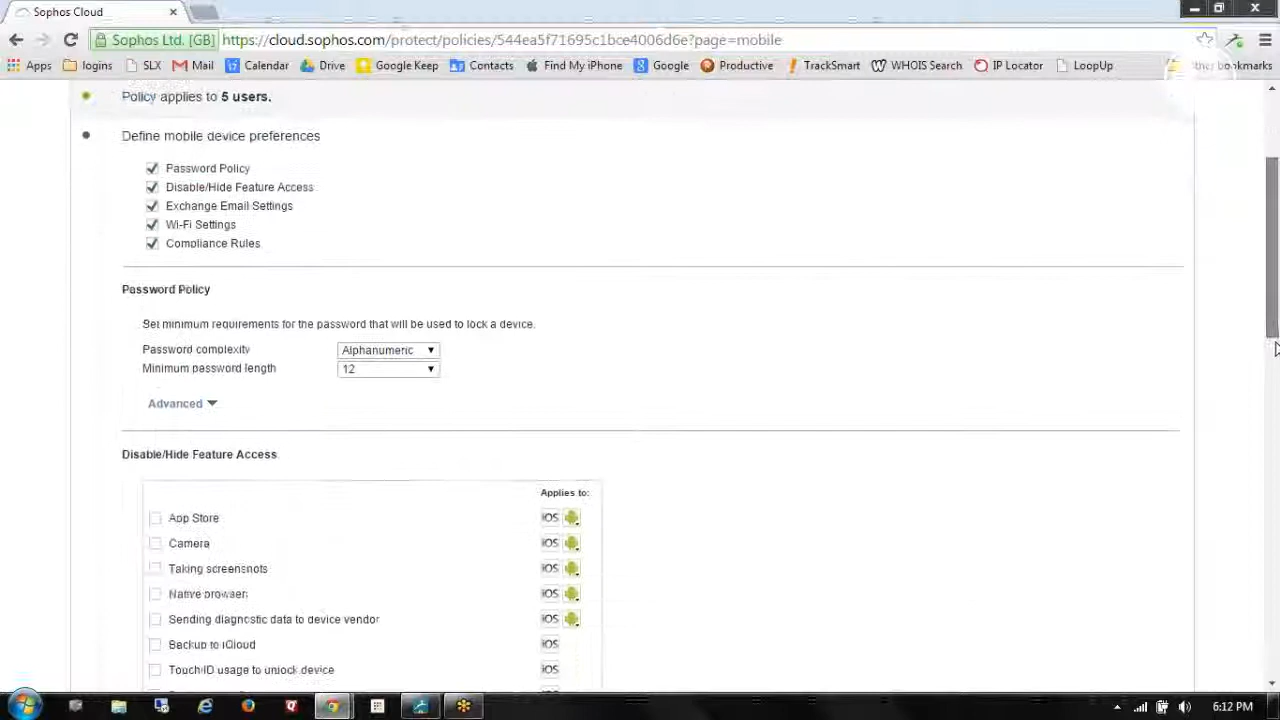 Sophos Cloud
Sophos Ltd. [GB] https://cloud.sophos.com/project/policies
Apps logins SLX Mail Calendar Drive Google Keep Contacts Find My iPhone Google Productive TrackSmart WHOIS Search IP Locator LoopUp Other bookmarks
Policy applies to 5 users.
Define mobile device preferences
Password Policy
Disable/Hide Feature Access
Exchange Email Settings
Wi-Fi Settings
Compliance Rules
Password Policy
Set minimum requirements for the password that will be used to lock a device.
Password complexity Alphanumeric
Minimum password length 12
Advanced
Disable/Hide Feature Access
Applies to:
App Store iOS
Camera iOS
Taking screenshots iOS
Native browser iOS
Sending diagnostic data to device vendor iOS
Backup to iCloud iOS
Touch ID usage to unlock device iOS
6:12 PM